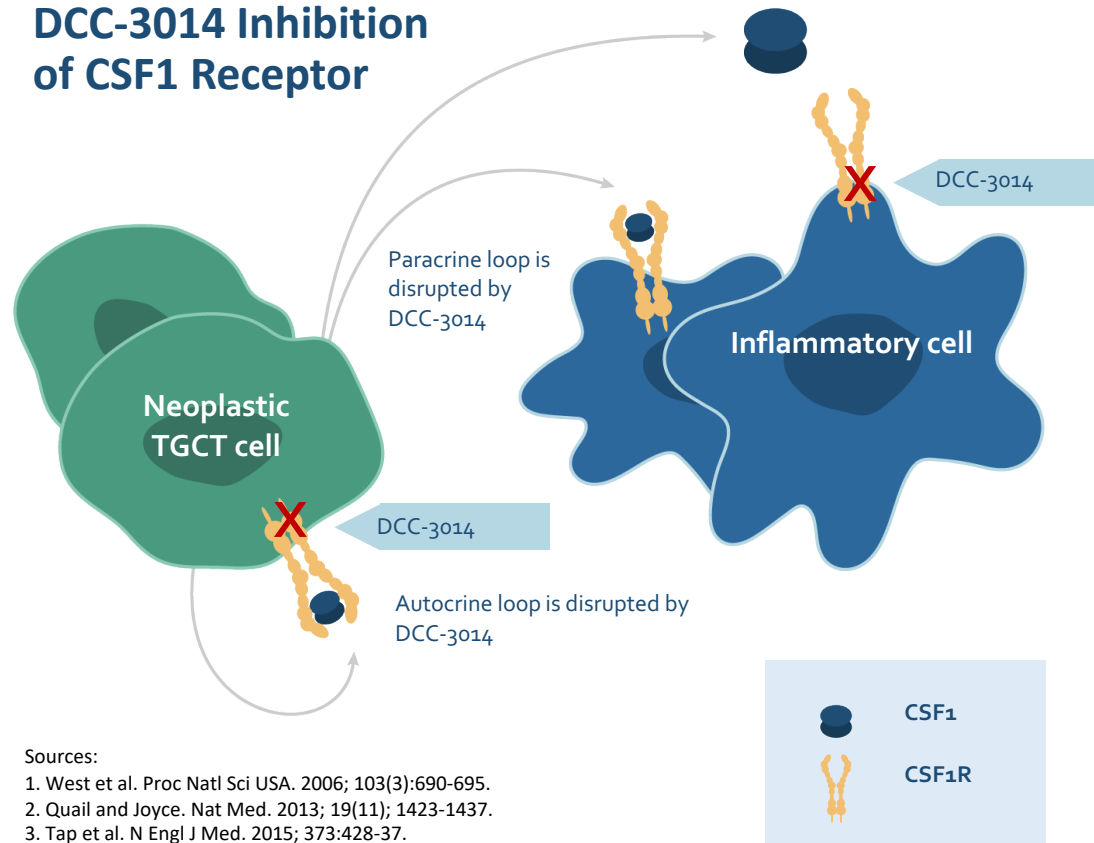 DCC-3014 Inhibition
of CSF1 Receptor
DCC-3014
Paracrine loop is
disrupted by
DCC-3014
Inflammatory cell
Neoplastic
TGCT cell
DCC-3014
Autocrine loop is disrupted by
DCC-3014
CSF1
CSF1R
Sources:
1. West et al. Proc Natl Sci USA. 2006; 103(3):690-695.
2. Quail and Joyce. Nat Med. 2013; 19(11); 1423-1437.
3. Tap et al. N Engl J Med. 2015; 373:428-37.